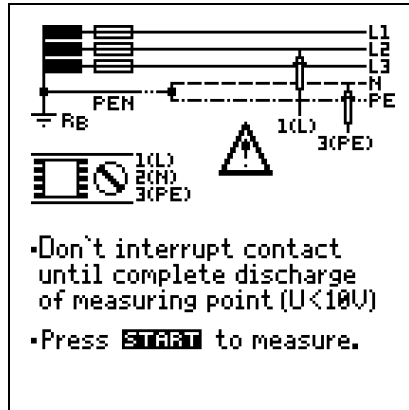 L1
L2
L3
N
PE
PEN
RB
1(L)
3(PE)
1(L)
2(N)
3(PE)
▪Don`t interrupt contact
until complete discharge
of measuring point (U<10V)
▪Press START to measure.